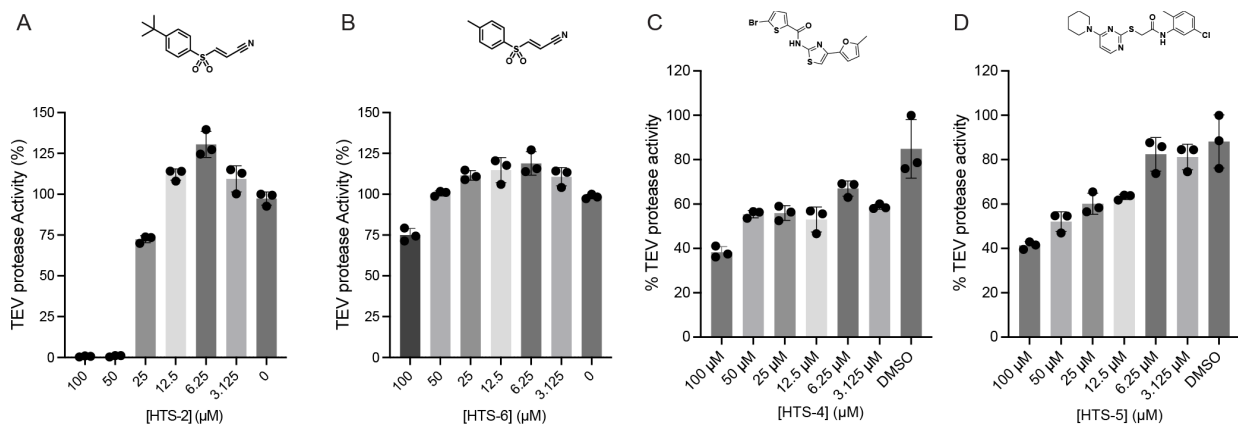 A
B
C
D
N
S
O O
N
S
O O
Br
S
O
HN
N
S
O
N
N
N
S
O
N
H
Cl
TEV protease Activity (%)
150
125
100
75
50
25
0
100
50
25
12.5
6.25
3.125
0
[HTS-2] (µM)
TEV protease Activity (%)
150
125
100
75
50
25
0
100
50
25
12.5
6.25
3.125
0
[HTS-6] (µM)
% TEV protease activity
120
100
80
60
40
20
0
100 µM
50 µM
25 µM
12.5 µM
6.25 µM
3.125 µM
DMSO
[HTS-4] (µM)
% TEV protease activity
120
100
80
60
40
20
0
100 µM
50 µM
25 µM
12.5 µM
6.25 µM
3.125 µM
DMSO
[HTS-5] (µM)